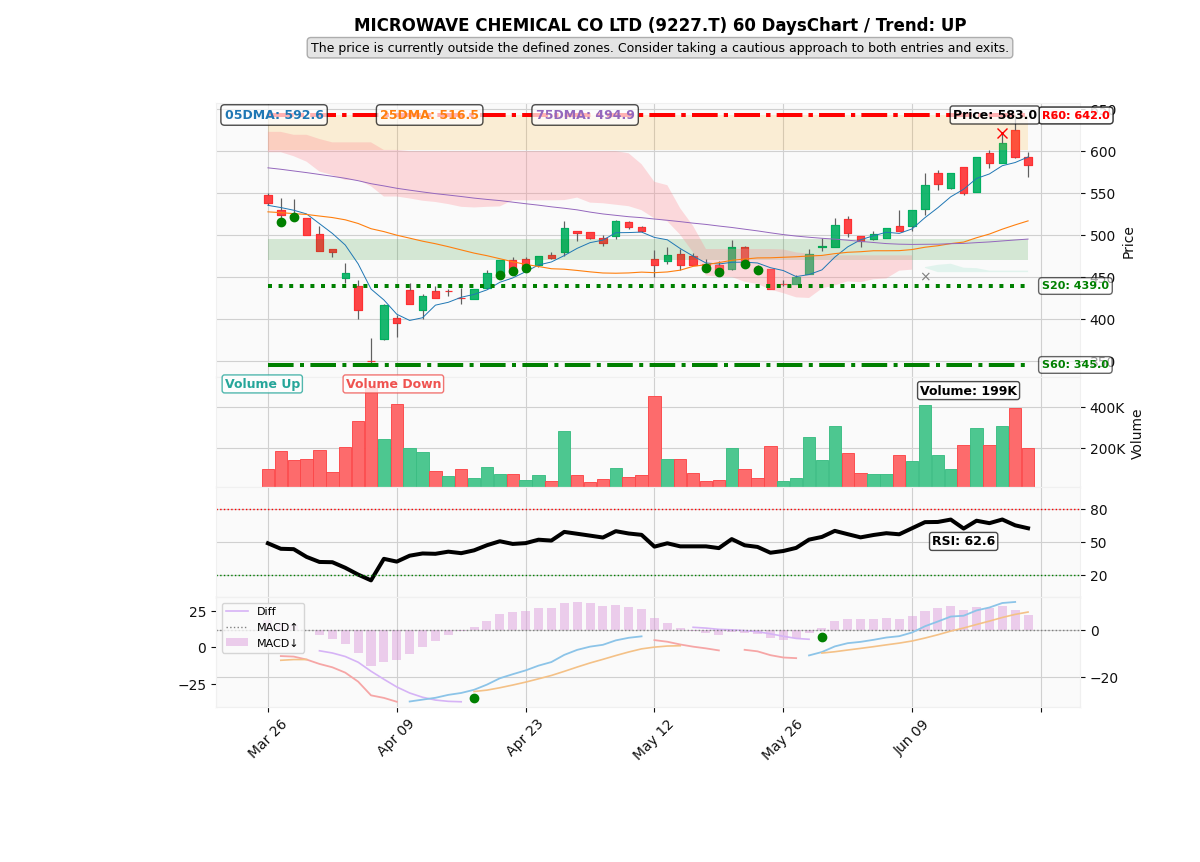 MICROWAVE CHEMICAL CO LTD (9227.T) 60 DaysChart / Trend: UP
The price is currently outside the defined zones. Consider taking a cautious approach to both entries and exits.
05DMA: 592.6
25DMA: 516.5
75DMA: 494.9
Price: 583.0
R60: 642.0
650
600
550
500
450
400
350
Price
S20: 439.0
S60: 345.0
Volume Up
Volume Down
Volume: 199K
400K
200K
Volume
80
50
20
RSI: 62.6
Diff
MACD↑
MACD↓
25
0
−25
0
−20
Mar 26
Apr 09
Apr 23
May 12
May 26
Jun 09